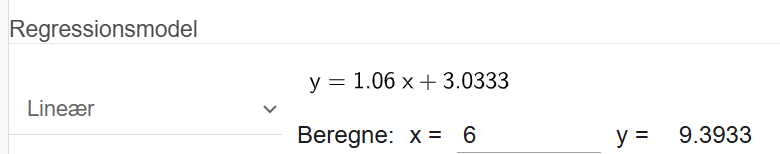 Regressionsmodel
y = 1.06 x + 3.0333
Lineær
Beregne: x = 6 y = 9.3933